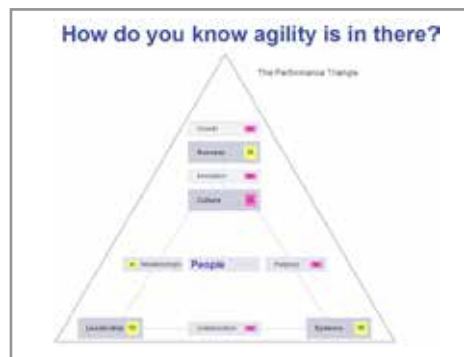 How do you know agility is in there?
The Performance Triangle
Growth
Success
Innovation
Culture
Relationships People Purpose
Leadership Collaboration Systems